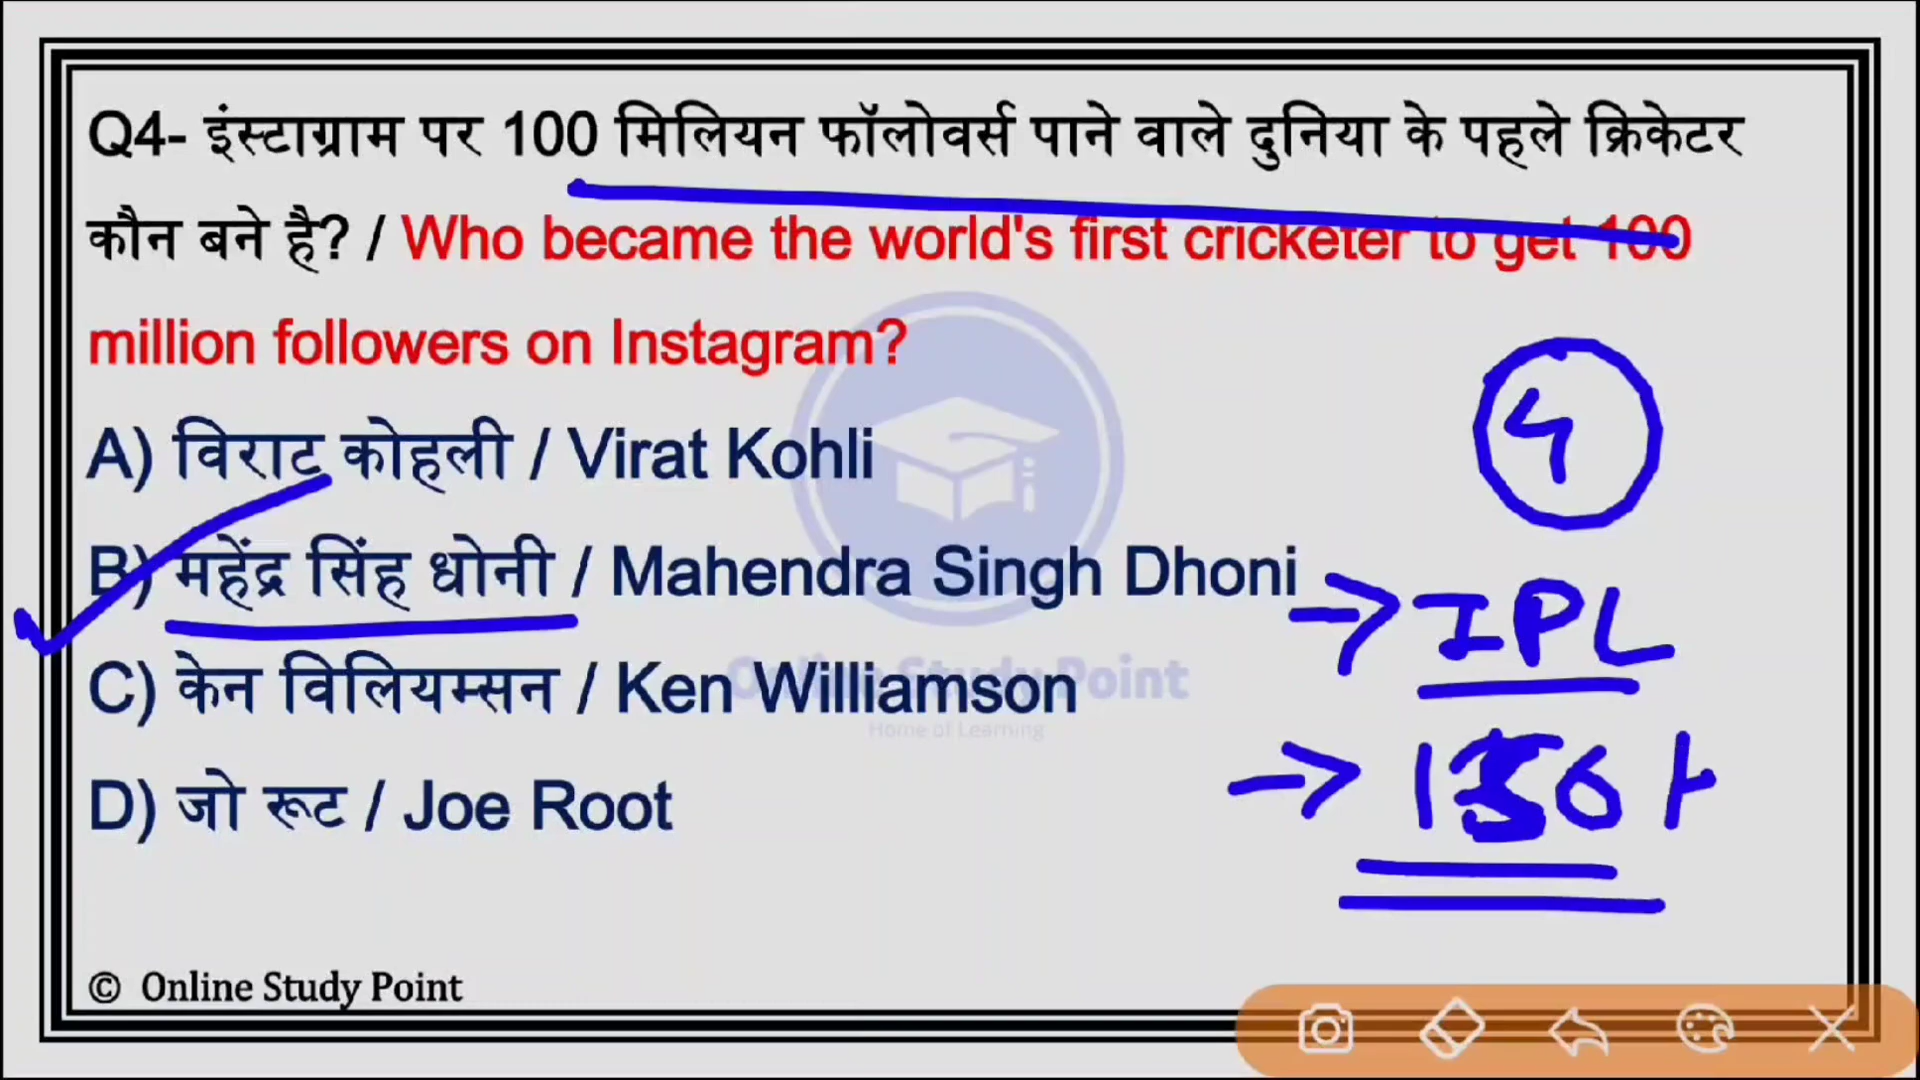 Q4- इंस्टाग्राम पर 100 मिलियन फॉलोवर्स पाने वाले दुनिया के पहले क्रिकेटर
कौन बने है? / Who became the world's first cricketer to get 100
million followers on Instagram?
4
A) विराट कोहली / Virat Kohli
B) महेंद्र सिंह धोनी / Mahendra Singh Dhoni
IPL
C) केन विलियम्सन / Ken Williamson
Online Study Point
Home of Learning
D) जो रूट / Joe Root
© Online Study Point